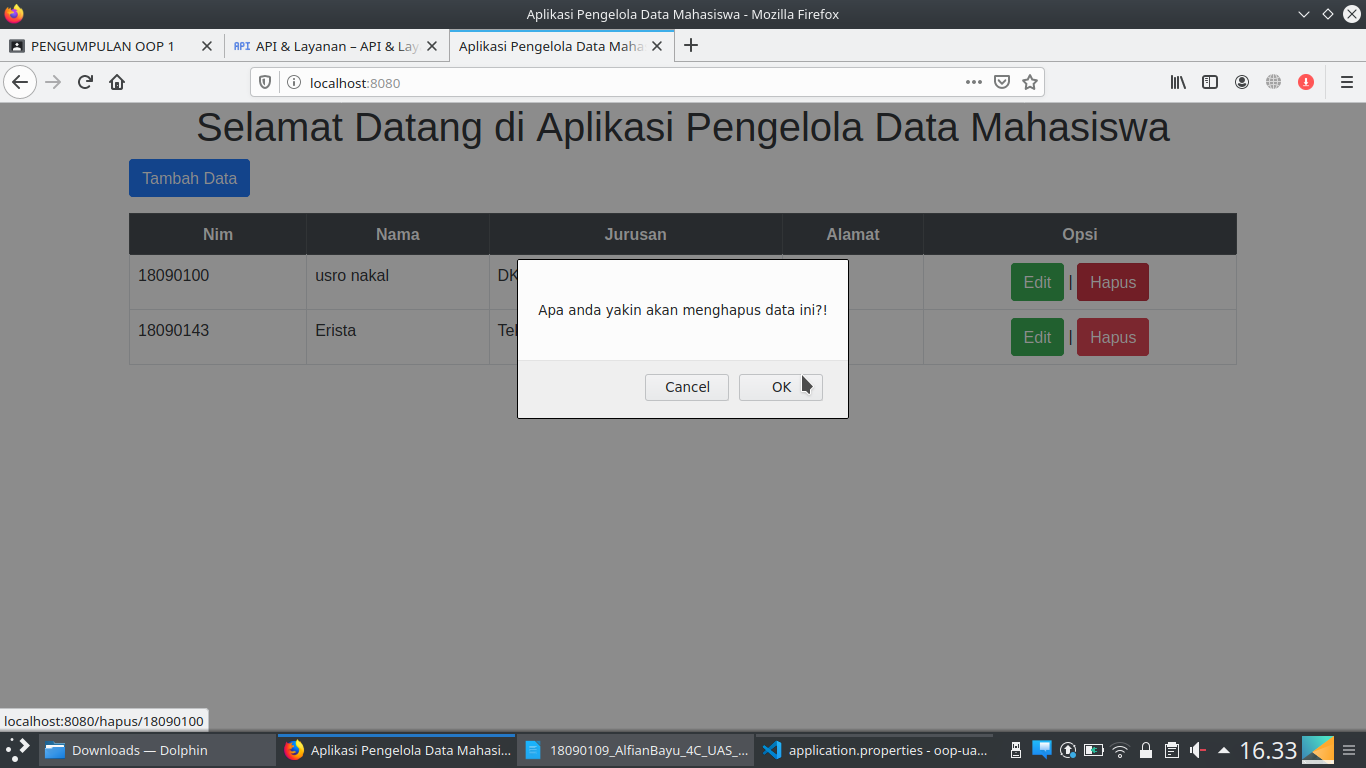 Aplikasi Pengelola Data Mahasiswa - Mozilla Firefox
PENGUMPULAN OOP 1
API API & Layanan – API & Lay
Aplikasi Pengelola Data Maha
localhost:8080
Selamat Datang di Aplikasi Pengelola Data Mahasiswa
Tambah Data
Nim Nama Jurusan Alamat Opsi
18090100 usro nakal DK Edit | Hapus
18090143 Erista Tel Edit | Hapus
Apa anda yakin akan menghapus data ini?!
Cancel OK
localhost:8080/hapus/18090100
Downloads — Dolphin
Aplikasi Pengelola Data Mahasi...
18090109_AlfianBayu_4C_UAS_...
application.properties - oop-ua...
16.33